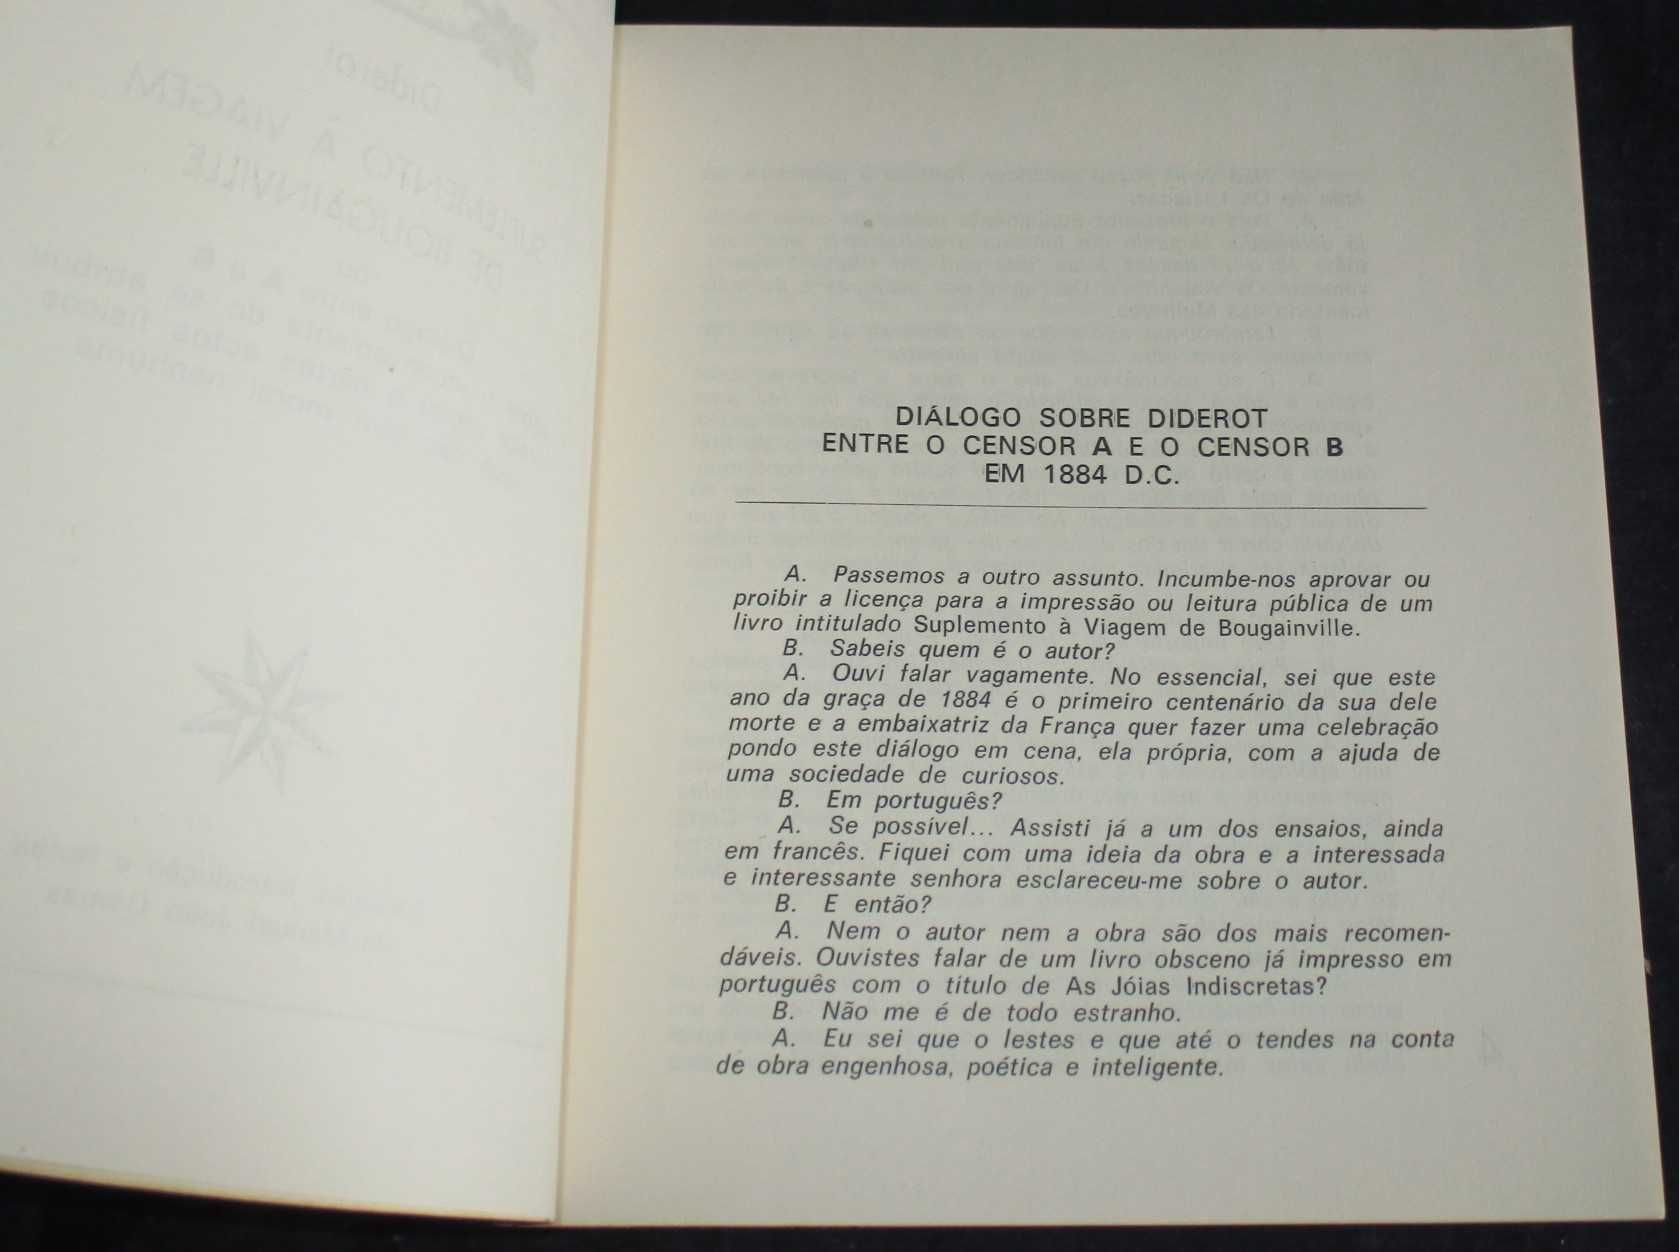 DIÁLOGO SOBRE DIDEROT
ENTRE O CENSOR A E O CENSOR B
EM 1884 D.C.
A. Passemos a outro assunto. Incumbe-nos aprovar ou
proibir a licença para a impressão ou leitura pública de um
livro intitulado Suplemento à Viagem de Bougainville.
B. Sabeis quem é o autor?
A. Ouvi falar vagamente. No essencial, sei que este
ano da graça de 1884 é o primeiro centenário da sua dele
morte e a embaixatriz da França quer fazer uma celebração
pondo este diálogo em cena, ela própria, com a ajuda de
uma sociedade de curiosos.
B. Em português?
A. Se possível... Assisti já a um dos ensaios, ainda
em francês. Fiquei com uma ideia da obra e a interessada
e interessante senhora esclareceu-me sobre o autor.
B. E então?
A. Nem o autor nem a obra são dos mais recomen-
dáveis. Ouvistes falar de um livro obsceno já impresso em
português com o título de As Jóias Indiscretas?
B. Não me é de todo estranho.
A. Eu sei que o lestes e que até o tendes na conta
de obra engenhosa, poética e inteligente.